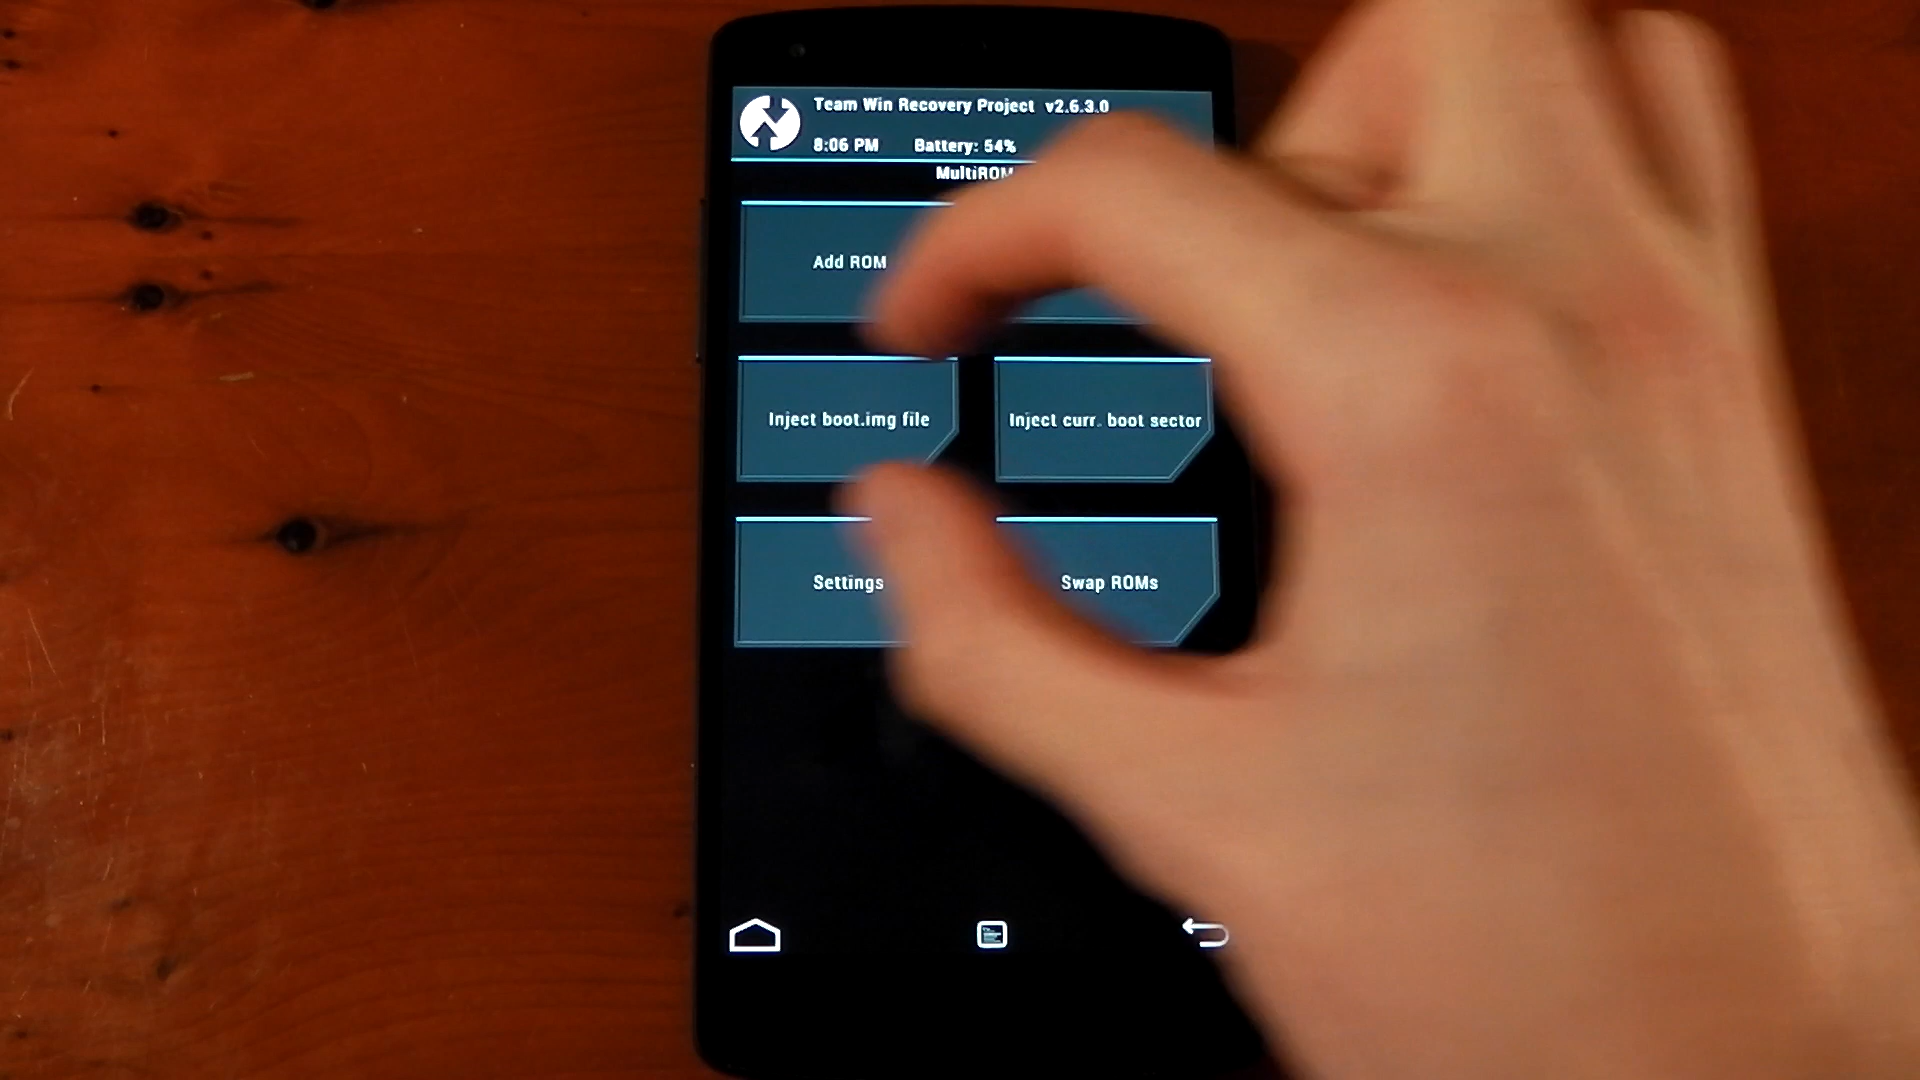 Team Win Recovery Project v2.6.3.0
8:06 PM Battery: 54%
MultiROM
Add ROM
Inject boot.img file
Inject curr. boot sector
Settings
Swap ROMs